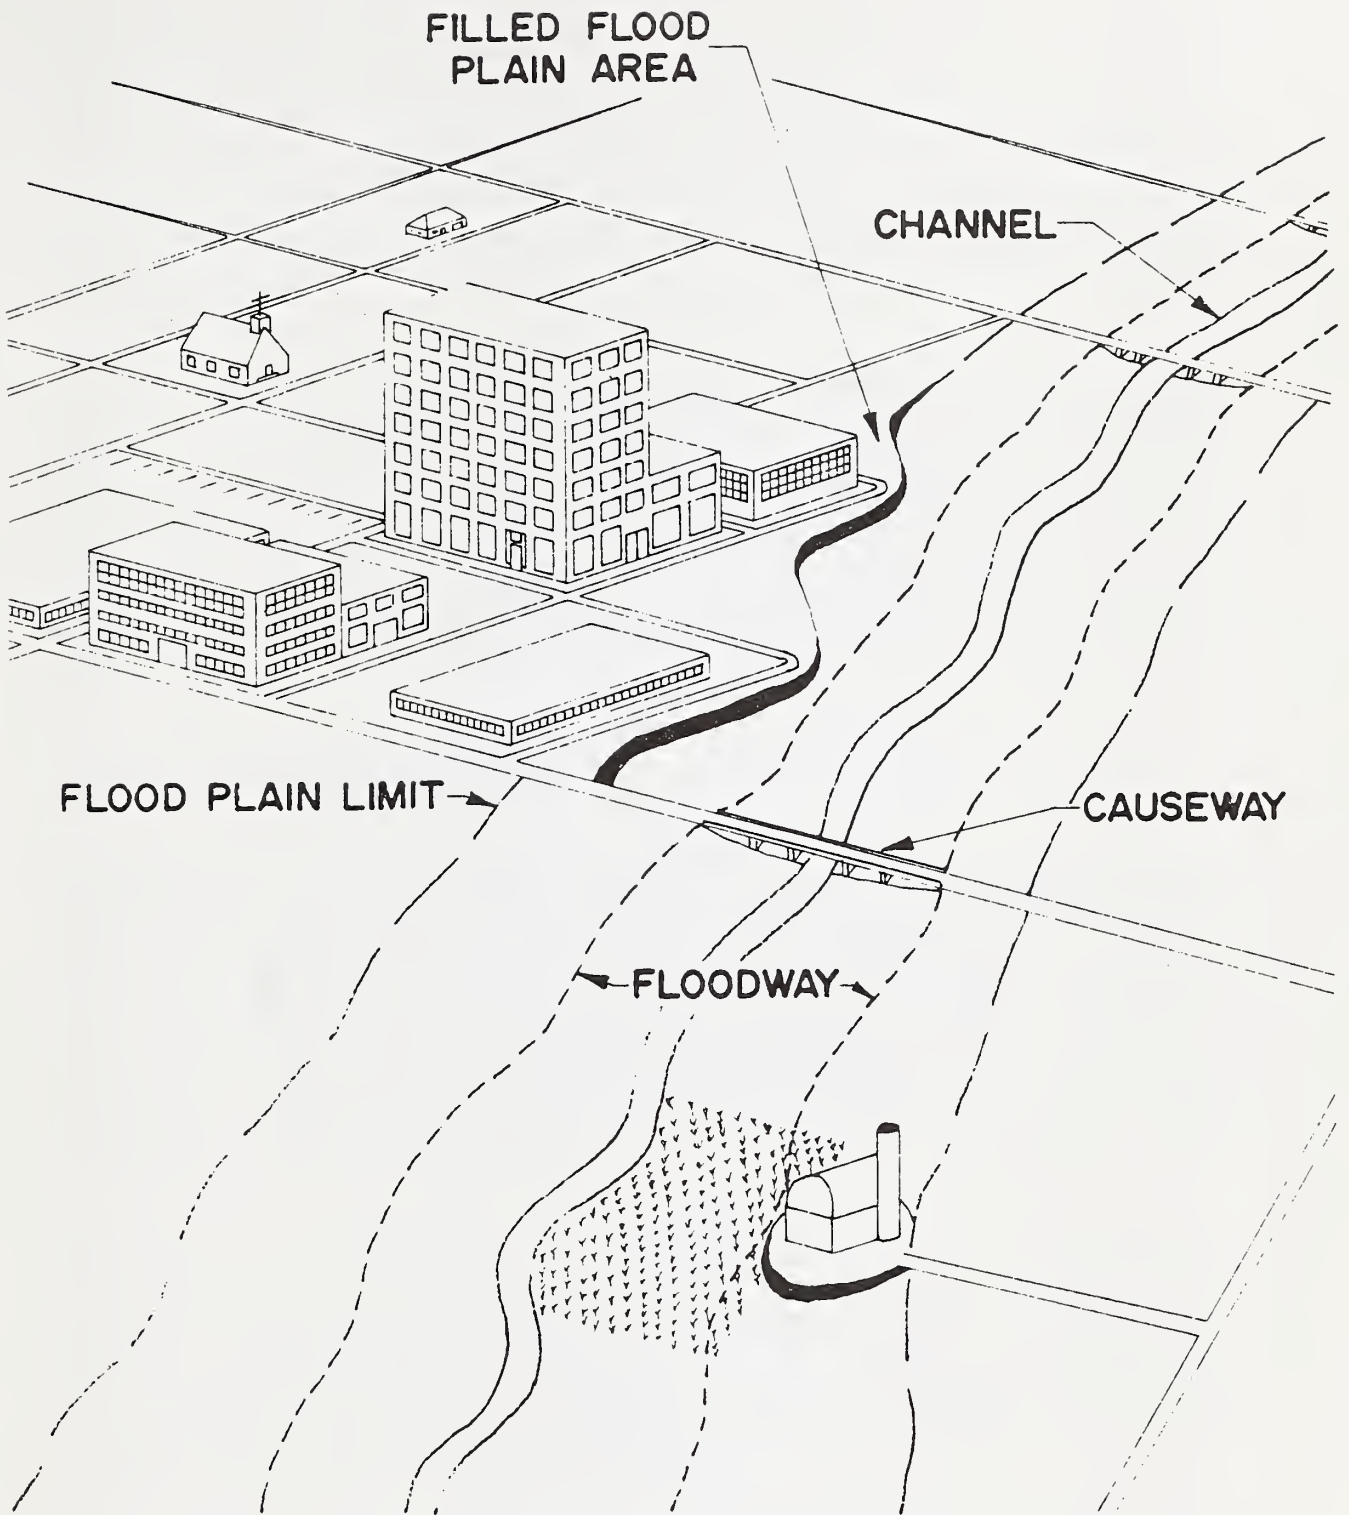 FILLED FLOOD
PLAIN AREA
CHANNEL
FLOOD PLAIN LIMIT
CAUSEWAY
FLOODWAY